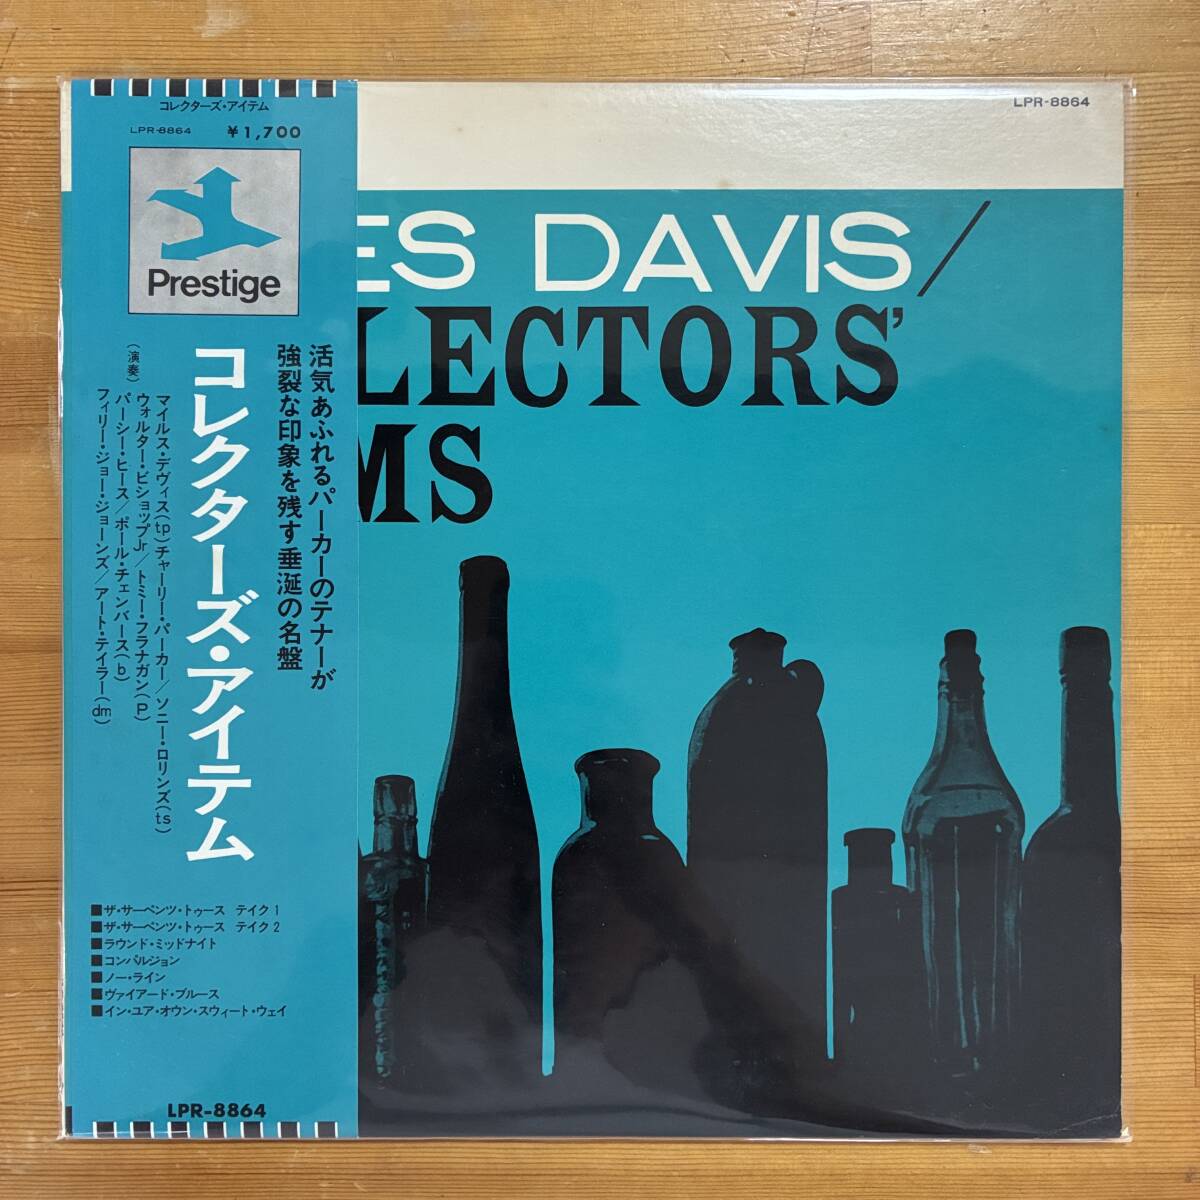 コレクターズ・アイテム
LPR-8864 ¥1,700
Prestige
活気あふれるパーカーのテナーが
強裂な印象を残す垂涎の名盤
コレクターズ・アイテム
(演奏)
マイルス・デヴィス(tp)チャーリー・パーカー/ソニー・ロリンズ(ts)
ウォルター・ビショップJr/トミー・フラナガン(P)
パーシー・ヒース/ポール・チェンバース(b)
フィリー・ジョー・ジョーンズ/アート・テイラー(dm)
■ザ・サーペンツ・トゥース テイク1
■ザ・サーペンツ・トゥース テイク2
■ラウンド・ミッドナイト
■コンパルジョン
■ノー・ライン
■ヴァイアード・ブルース
■イン・ユア・オウン・スウィート・ウェイ
LPR-8864
LPR-8864
ES DAVIS/
LECTORS'
MS